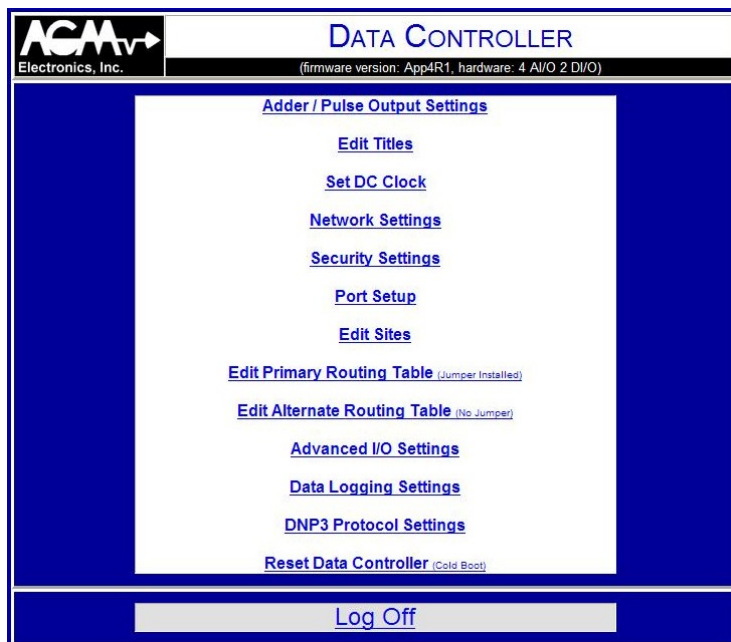 ACMv
Electronics, Inc.
DATA CONTROLLER
(firmware version: App4R1, hardware: 4 AI/O 2 DI/O)
Adder / Pulse Output Settings
Edit Titles
Set DC Clock
Network Settings
Security Settings
Port Setup
Edit Sites
Edit Primary Routing Table (Jumper Installed)
Edit Alternate Routing Table (No Jumper)
Advanced I/O Settings
Data Logging Settings
DNP3 Protocol Settings
Reset Data Controller (Cold Boot)
Log Off